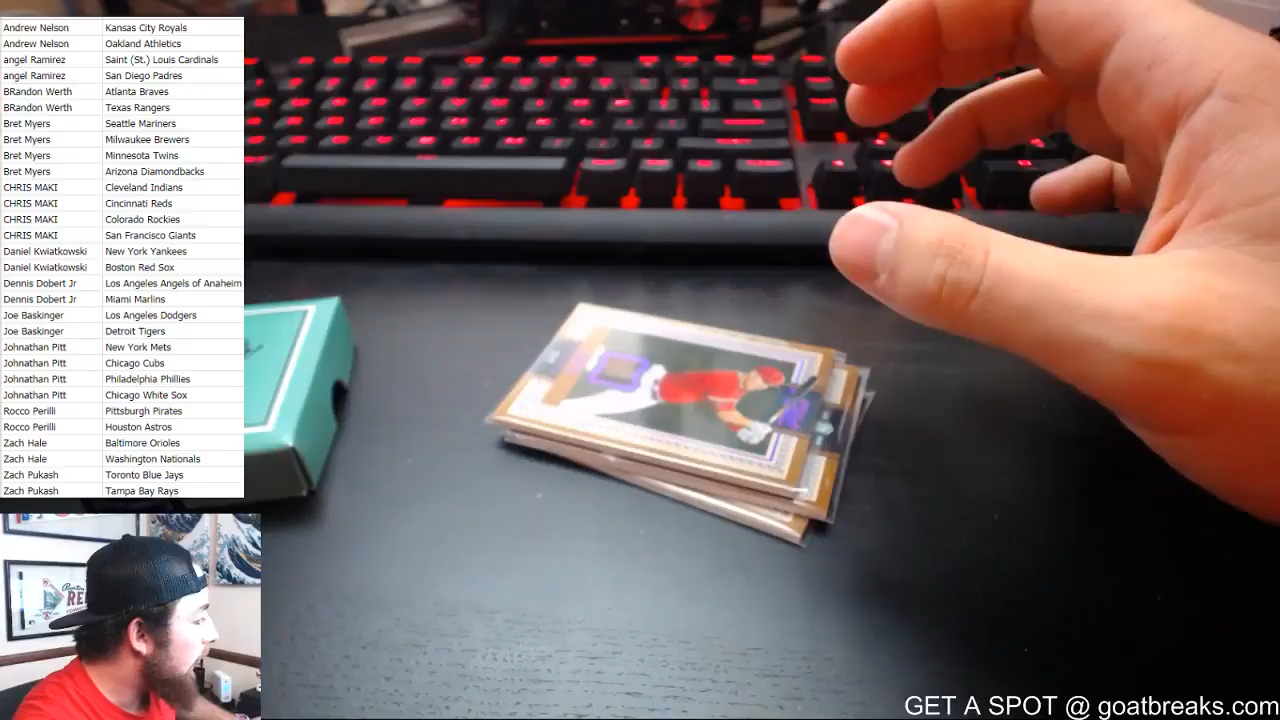 Andrew Nelson Kansas City Royals
Andrew Nelson Oakland Athletics
angel Ramirez Saint (St.) Louis Cardinals
angel Ramirez San Diego Padres
BRandon Werth Atlanta Braves
BRandon Werth Texas Rangers
Bret Myers Seattle Mariners
Bret Myers Milwaukee Brewers
Bret Myers Minnesota Twins
Bret Myers Arizona Diamondbacks
CHRIS MAKI Cleveland Indians
CHRIS MAKI Cincinnati Reds
CHRIS MAKI Colorado Rockies
CHRIS MAKI San Francisco Giants
Daniel Kwiatkowski New York Yankees
Daniel Kwiatkowski Boston Red Sox
Dennis Dobert Jr Los Angeles Angels of Anaheim
Dennis Dobert Jr Miami Marlins
Joe Baskinger Los Angeles Dodgers
Joe Baskinger Detroit Tigers
Johnathan Pitt New York Mets
Johnathan Pitt Chicago Cubs
Johnathan Pitt Philadelphia Phillies
Johnathan Pitt Chicago White Sox
Rocco Perilli Pittsburgh Pirates
Rocco Perilli Houston Astros
Zach Hale Baltimore Orioles
Zach Hale Washington Nationals
Zach Pukash Toronto Blue Jays
Zach Pukash Tampa Bay Rays
GET A SPOT @ goatbreaks.com